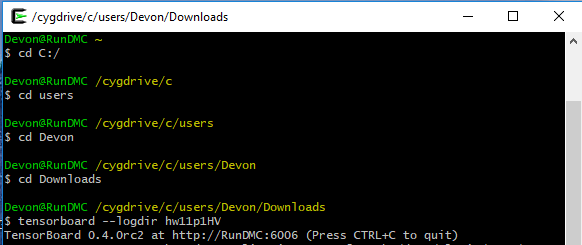 /cygdrive/c/users/Devon/Downloads
Devon@RunDMC ~
$ cd C:/
Devon@RunDMC /cygdrive/c
$ cd users
Devon@RunDMC /cygdrive/c/users
$ cd Devon
Devon@RunDMC /cygdrive/c/users/Devon
$ cd Downloads
Devon@RunDMC /cygdrive/c/users/Devon/Downloads
$ tensorboard --logdir hw11p1HV
TensorBoard 0.4.0rc2 at http://RunDMC:6006 (Press CTRL+C to quit)